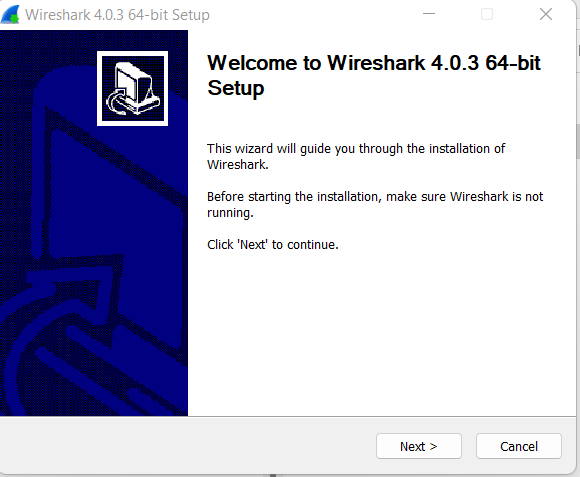 Wireshark 4.0.3 64-bit Setup
Welcome to Wireshark 4.0.3 64-bit
Setup
This wizard will guide you through the installation of
Wireshark.
Before starting the installation, make sure Wireshark is not
running.
Click 'Next' to continue.
Next >
Cancel